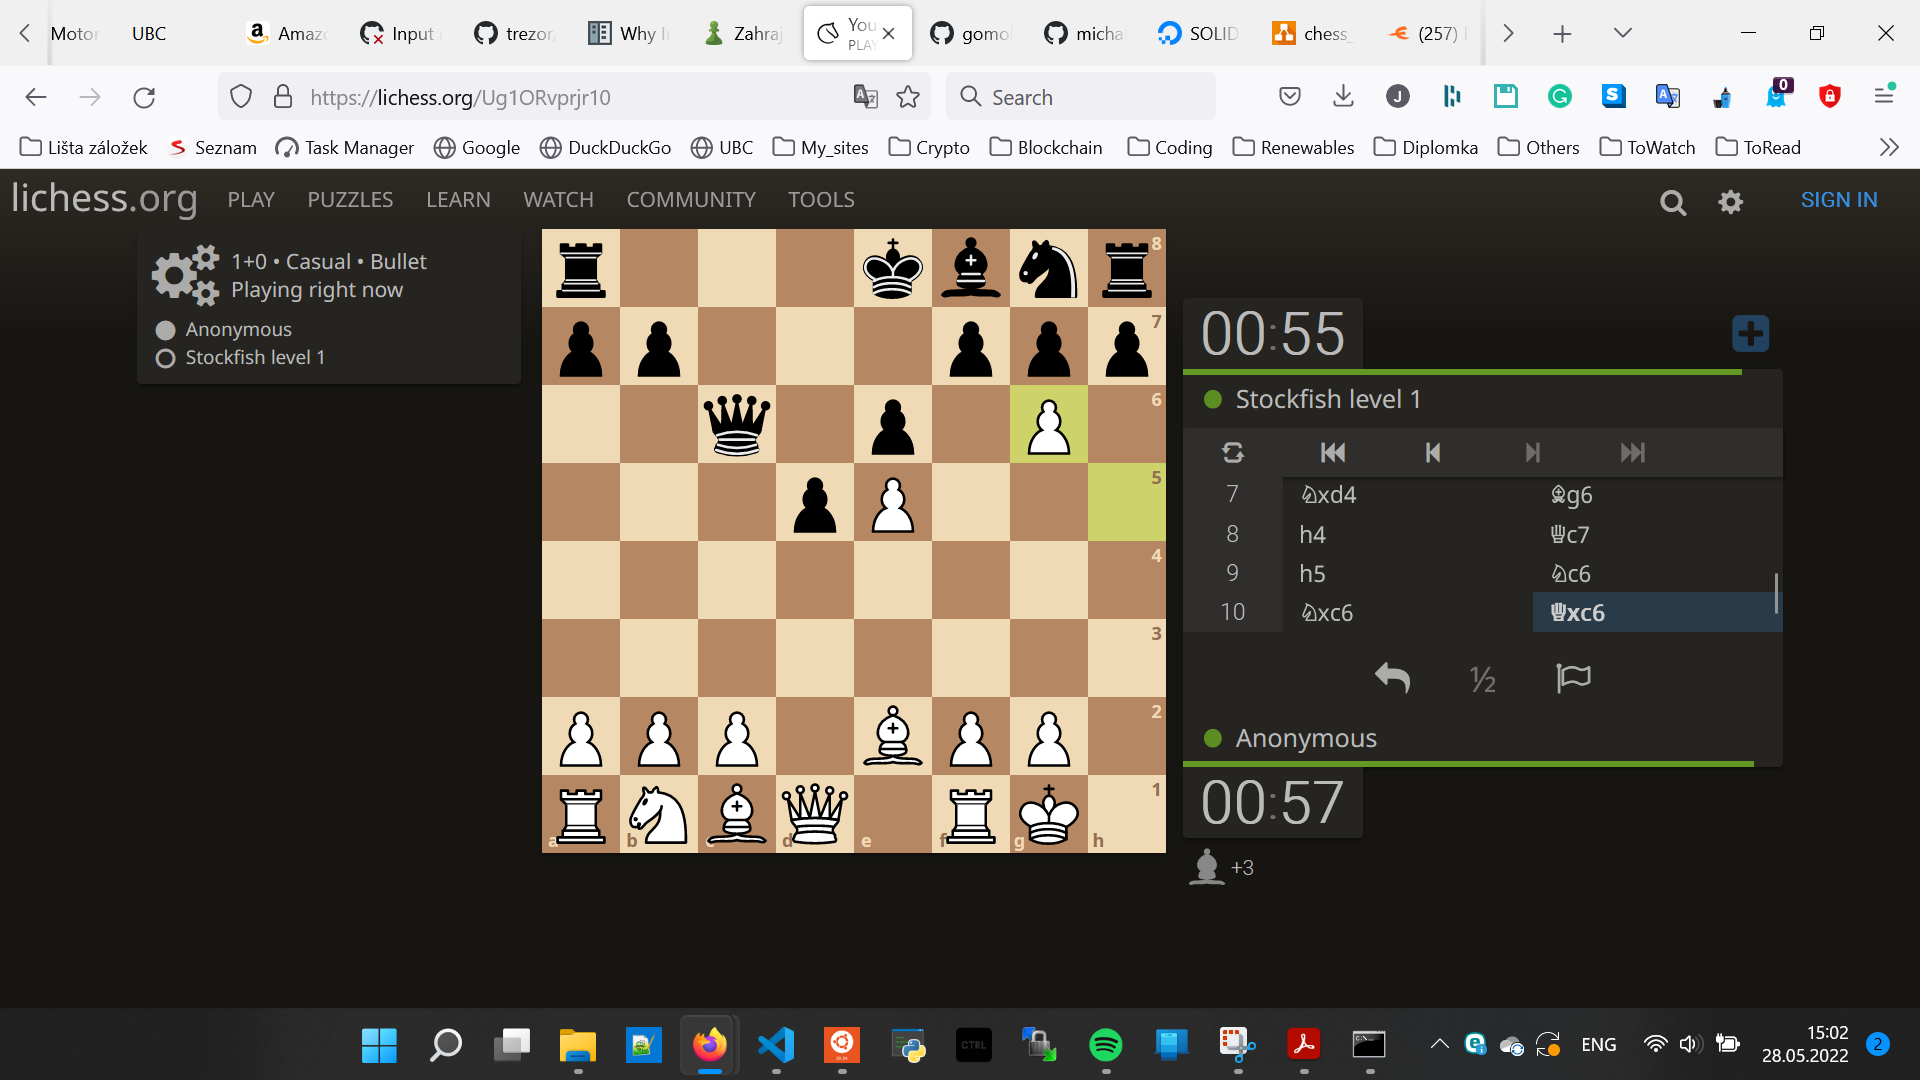 Motor
UBC
Amazo
Input
trezor/
Why I
Zahraj
You
PLAY
gomo
micha
SOLID
chess_
(257)
https://lichess.org/Ug1ORvprjr10
Search
0
Lišta záložek
Seznam
Task Manager
Google
DuckDuckGo
UBC
My_sites
Crypto
Blockchain
Coding
Renewables
Diplomka
Others
ToWatch
ToRead
lichess.org
PLAY
PUZZLES
LEARN
WATCH
COMMUNITY
TOOLS
SIGN IN
1+0 • Casual • Bullet
Playing right now
Anonymous
Stockfish level 1
8
7
6
5
4
3
2
1
a
b
c
d
e
f
g
h
00:55
Stockfish level 1
7 ♘xd4 ♗g6
8 h4 ♕c7
9 h5 ♘c6
10 ♘xc6 ♕xc6
½
Anonymous
00:57
+3
CTRL
ENG
15:02
28.05.2022
2